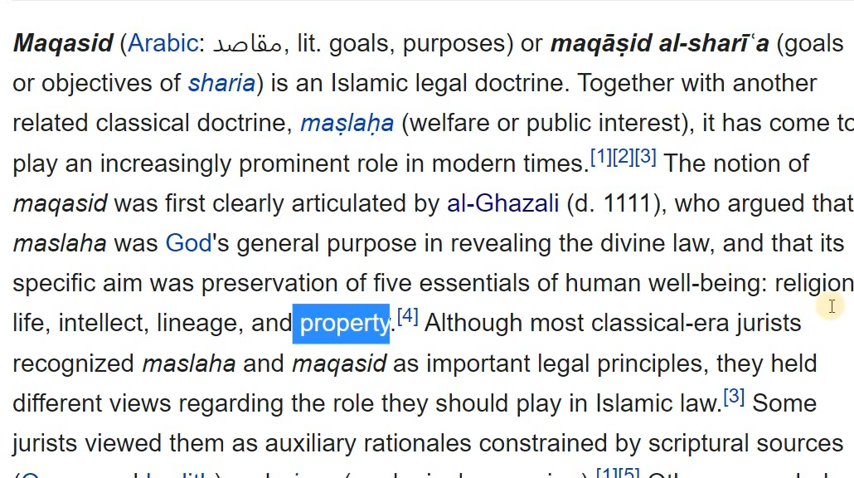 Maqasid (Arabic: مقاصد, lit. goals, purposes) or maqāṣid al-sharīʿa (goals
or objectives of sharia) is an Islamic legal doctrine. Together with another
related classical doctrine, maṣlaḥa (welfare or public interest), it has come to
play an increasingly prominent role in modern times.[1][2][3] The notion of
maqasid was first clearly articulated by al-Ghazali (d. 1111), who argued that
maslaha was God's general purpose in revealing the divine law, and that its
specific aim was preservation of five essentials of human well-being: religion
life, intellect, lineage, and property.[4] Although most classical-era jurists
recognized maslaha and maqasid as important legal principles, they held
different views regarding the role they should play in Islamic law.[3] Some
jurists viewed them as auxiliary rationales constrained by scriptural sources
[1][5]